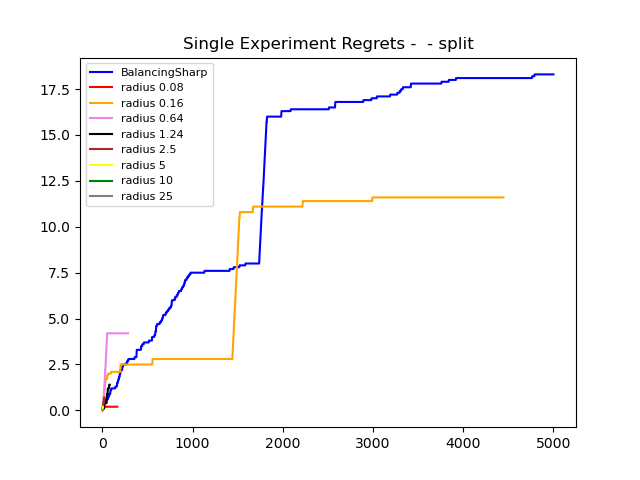 Single Experiment Regrets -  - split
BalancingSharp
radius 0.08
radius 0.16
radius 0.64
radius 1.24
radius 2.5
radius 5
radius 10
radius 25
17.5
15.0
12.5
10.0
7.5
5.0
2.5
0.0
0 1000 2000 3000 4000 5000